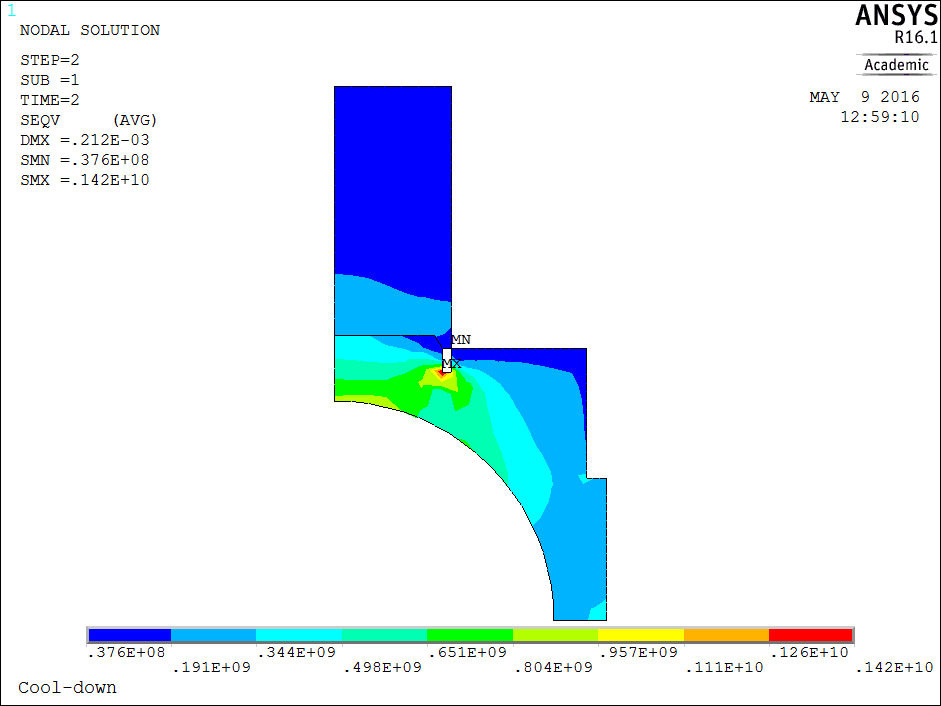 1
NODAL SOLUTION
STEP=2
SUB =1
TIME=2
SEQV     (AVG)
DMX =.212E-03
SMN =.376E+08
SMX =.142E+10
ANSYS
R16.1
Academic
MAY  9 2016
12:59:10
MN
MX
.376E+08 .344E+09 .651E+09 .957E+09 .126E+10
.191E+09 .498E+09 .804E+09 .111E+10 .142E+10
Cool-down